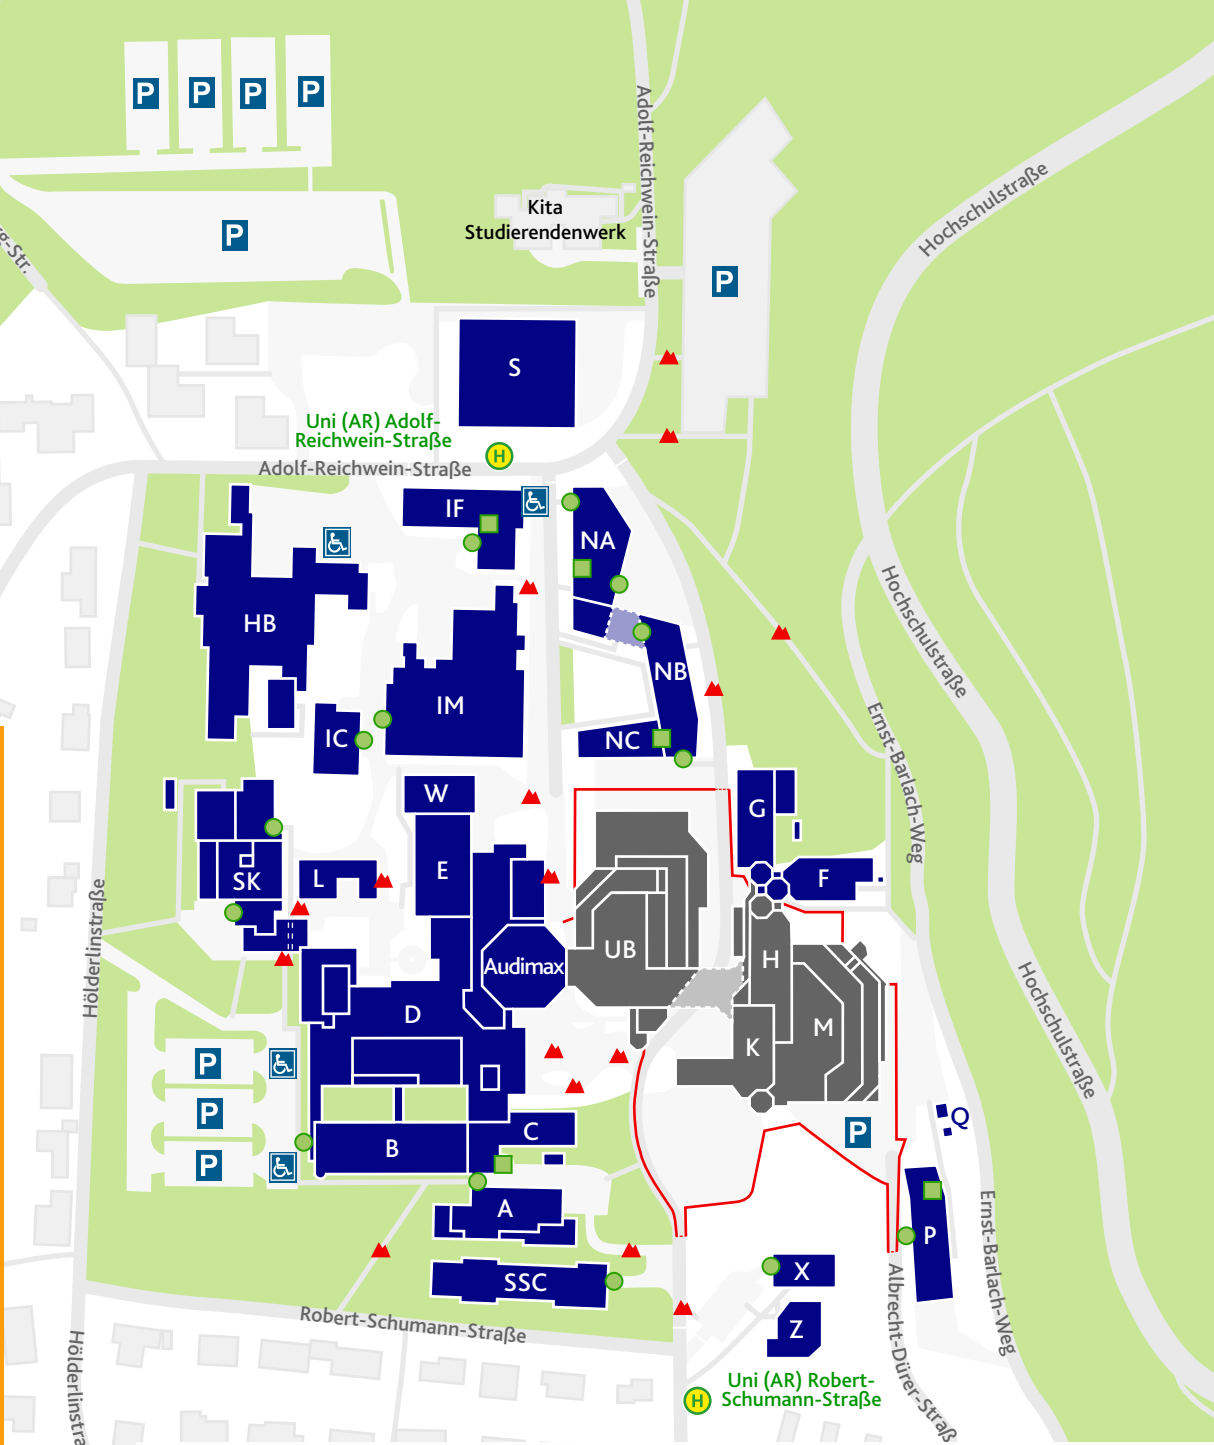 P
P
P
P
Adolf-Reichwein-Straße
Hochschulstraße
Kita
Studierendenwerk
P
P
S
Uni (AR) Adolf-
Reichwein-Straße
H
Adolf-Reichwein-Straße
IF
NA
HB
NB
Hochschulstraße
IM
IC
NC
Ernst-Barlach-Weg
W
G
E
L
SK
F
Hölderlinstraße
UB
Audimax
H
D
M
K
Hochschulstraße
P
P
P
P
Q
C
B
A
P
Ernst-Barlach-Weg
X
SSC
Albrecht-Dürer-Straß
Robert-Schumann-Straße
Z
Hölderlinstra
Uni (AR) Robert-
Schumann-Straße
H